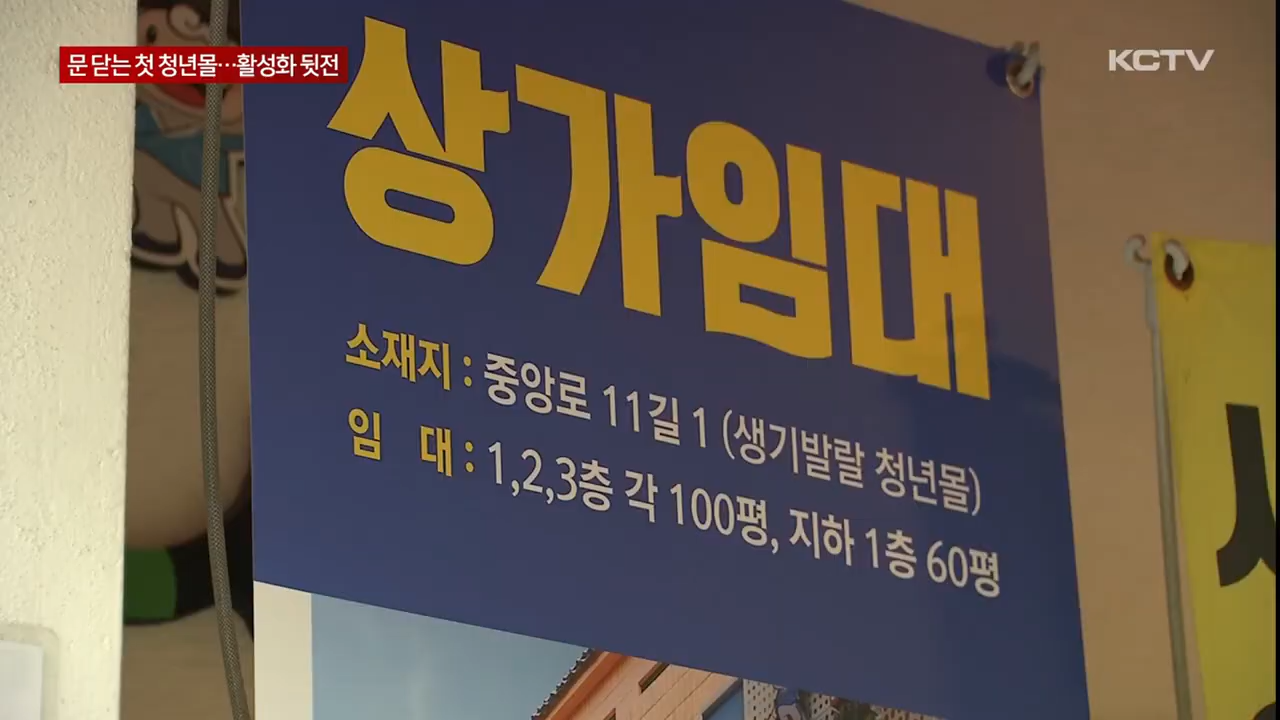 문 닫는 첫 청년몰…활성화 뒷전
KCTV
상가임대
소재지 : 중앙로 11길 1 (생기발랄 청년몰)
임 대 : 1,2,3층 각 100평, 지하 1층 60평